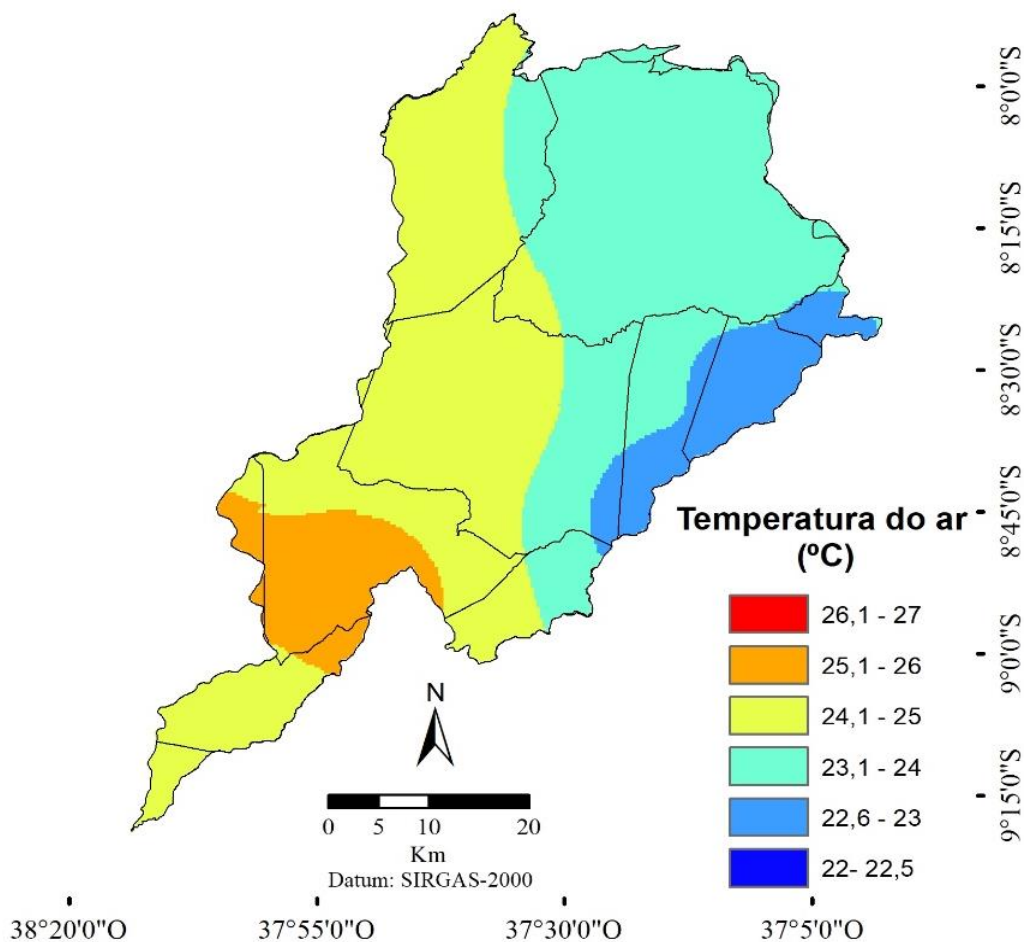 8°0'0"S
8°15'0"S
8°30'0"S
8°45'0"S
9°0'0"S
9°15'0"S
Temperatura do ar
(ºC)
26,1 - 27
25,1 - 26
24,1 - 25
23,1 - 24
22,6 - 23
22- 22,5
N
0 5 10 20
Km
Datum: SIRGAS-2000
38°20'0"O 37°55'0"O 37°30'0"O 37°50'0"O